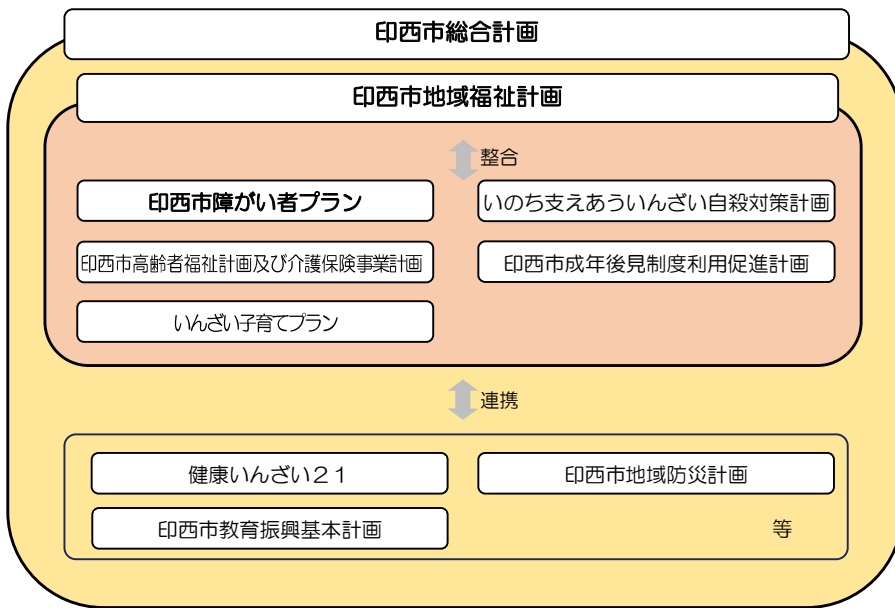 印西市総合計画
印西市地域福祉計画
整合
印西市障がい者プラン
いのち支えあういんざい自殺対策計画
印西市高齢者福祉計画及び介護保険事業計画
印西市成年後見制度利用促進計画
いんざい子育てプラン
連携
健康いんざい２１
印西市地域防災計画
印西市教育振興基本計画
等